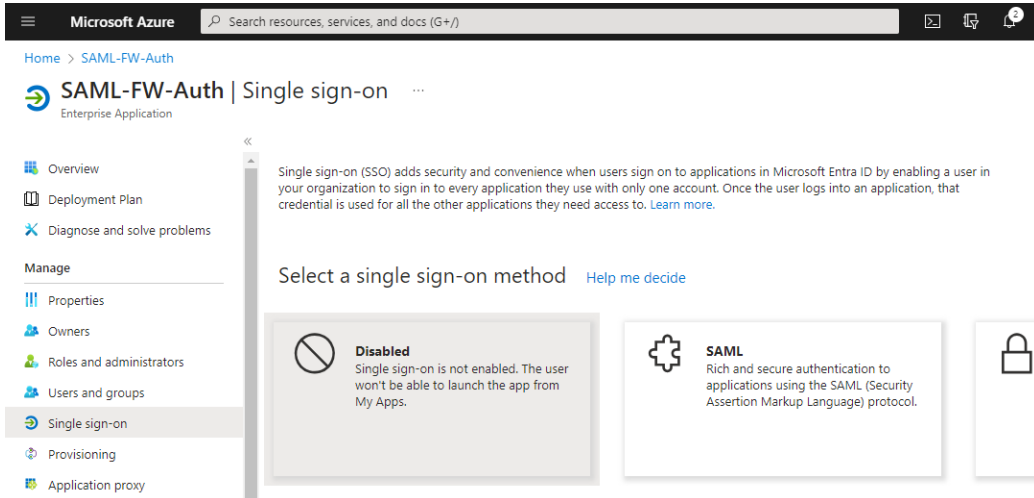 Microsoft Azure
Search resources, services, and docs (G+/)
2
Home > SAML-FW-Auth
SAML-FW-Auth | Single sign-on ...
Enterprise Application
«
Overview
Deployment Plan
Diagnose and solve problems
Manage
Properties
Owners
Roles and administrators
Users and groups
Single sign-on
Provisioning
Application proxy
Single sign-on (SSO) adds security and convenience when users sign on to applications in Microsoft Entra ID by enabling a user in
your organization to sign in to every application they use with only one account. Once the user logs into an application, that
credential is used for all the other applications they need access to. Learn more.
Select a single sign-on method Help me decide
Disabled
Single sign-on is not enabled. The user
won't be able to launch the app from
My Apps.
SAML
Rich and secure authentication to
applications using the SAML (Security
Assertion Markup Language) protocol.